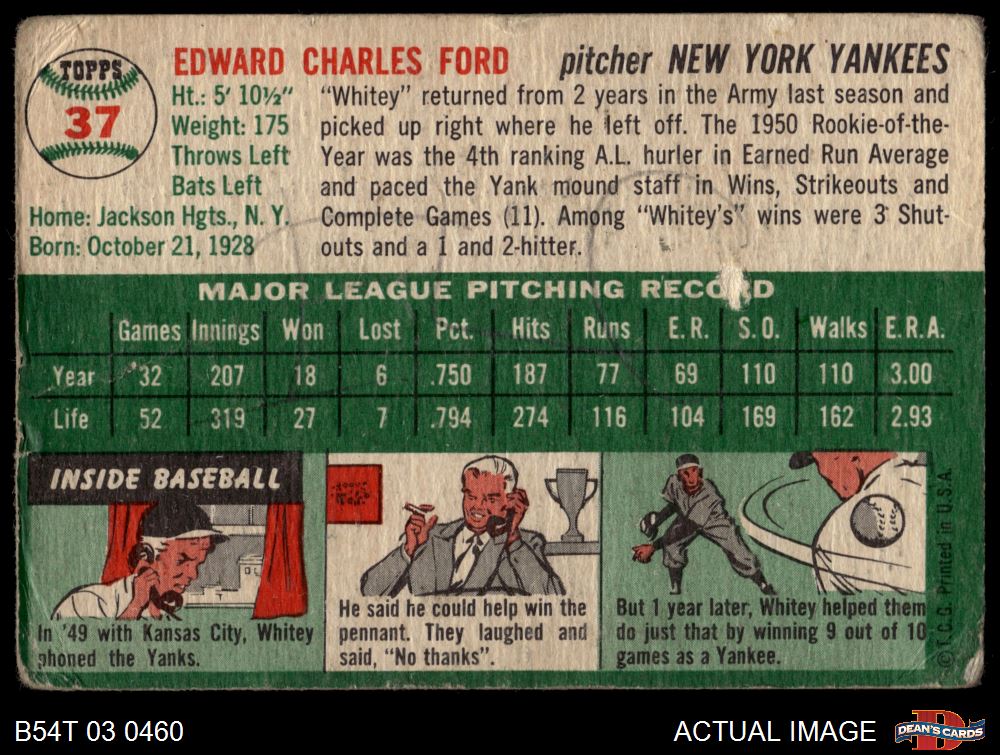 TOPPS
37
EDWARD CHARLES FORD
pitcher NEW YORK YANKEES
Ht.: 5' 10½"
Weight: 175
Throws Left
Bats Left
Home: Jackson Hgts., N. Y.
Born: October 21, 1928
"Whitey" returned from 2 years in the Army last season and
picked up right where he left off. The 1950 Rookie-of-the-
Year was the 4th ranking A.L. hurler in Earned Run Average
and paced the Yank mound staff in Wins, Strikeouts and
Complete Games (11). Among "Whitey's" wins were 3 Shut-
outs and a 1 and 2-hitter.
MAJOR LEAGUE PITCHING RECORD
Games Innings Won Lost Pct. Hits Runs E. R. S. O. Walks E. R. A.
Year 32 207 18 6 .750 187 77 69 110 110 3.00
Life 52 319 27 7 .794 274 116 104 169 162 2.93
INSIDE BASEBALL
In '49 with Kansas City, Whitey
phoned the Yanks.
He said he could help win the
pennant. They laughed and
said, "No thanks".
But 1 year later, Whitey helped them
do just that by winning 9 out of 10
games as a Yankee.
© T. C. G. Printed in U. S. A.
B54T 03 0460
ACTUAL IMAGE
DEAN'S CARDS